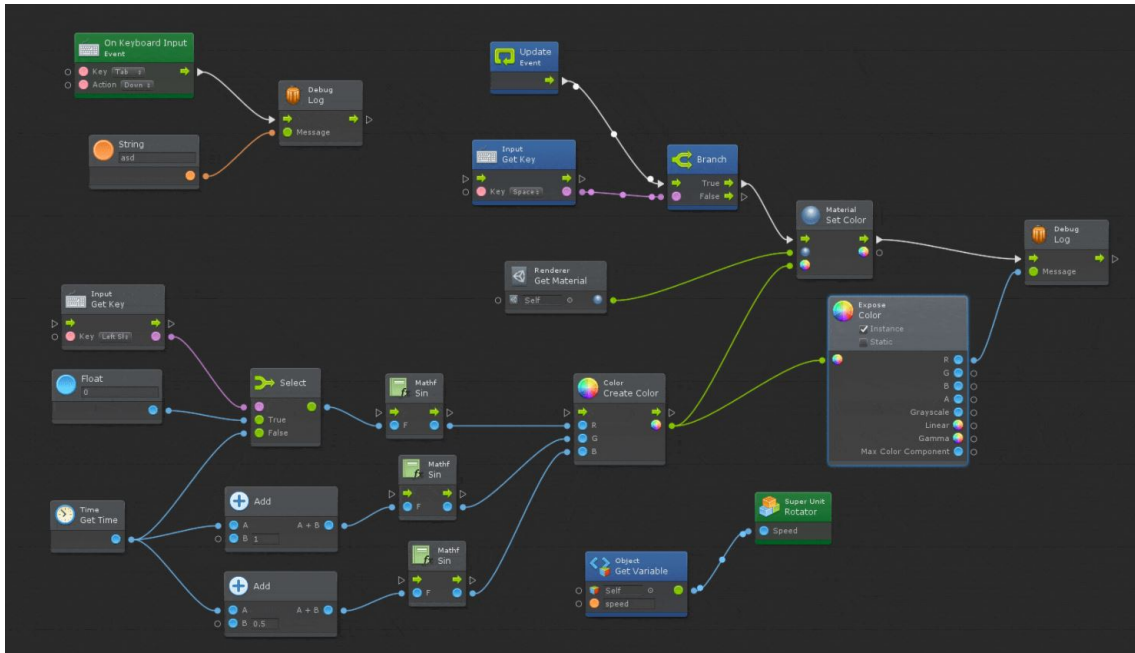 On Keyboard Input
Event
Key Tab
Action Down
Debug
Log
Message
String
asd
Update
Event
Input
Get Key
Key Space
Branch
True
False
Material
Set Color
Debug
Log
Message
Renderer
Get Material
Self
Expose
Color
Instance
Static
R
G
B
A
Grayscale
Linear
Gamma
Max Color Component
Input
Get Key
Key Left Sh
Float
0
Select
True
False
Mathf
Sin
F
Color
Create Color
R
G
B
Mathf
Sin
F
Time
Get Time
Add
A A + B
B 1
Mathf
Sin
F
Add
A A + B
B 0.5
Super Unit
Rotator
Speed
Object
Get Variable
Self
speed